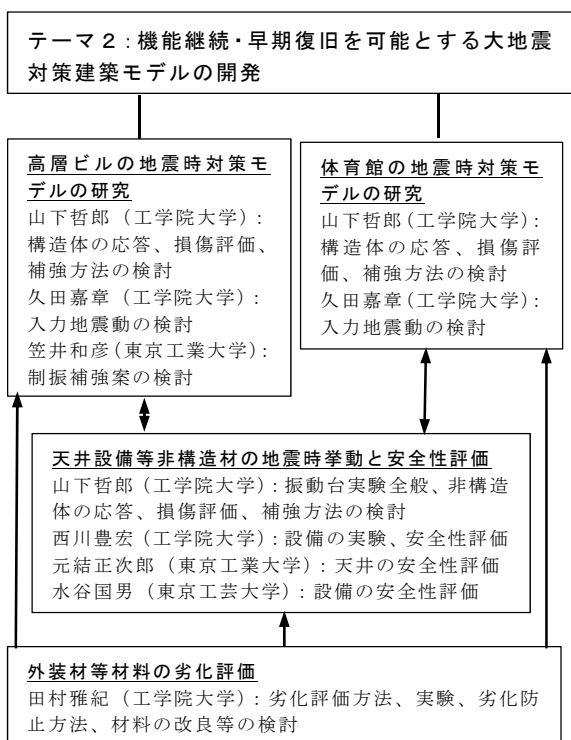 テーマ２：機能継続・早期復旧を可能とする大地震
対策建築モデルの開発
高層ビルの地震時対策モ
デルの研究
山下哲郎（工学院大学）：
構造体の応答、損傷評価、
補強方法の検討
久田嘉章（工学院大学）：
入力地震動の検討
笠井和彦（東京工業大学）：
制振補強案の検討
体育館の地震時対策モ
デルの研究
山下哲郎（工学院大学）：
構造体の応答、損傷評
価、補強方法の検討
久田嘉章（工学院大学）：
入力地震動の検討
天井設備等非構造材の地震時挙動と安全性評価
山下哲郎（工学院大学）：振動台実験全般、非構造
体の応答、損傷評価、補強方法の検討
西川豊宏（工学院大学）：設備の実験、安全性評価
元結正次郎（東京工業大学）：天井の安全性評価
水谷国男（東京工芸大学）：設備の安全性評価
外装材等材料の劣化評価
田村雅紀（工学院大学）：劣化評価方法、実験、劣化防
止方法、材料の改良等の検討